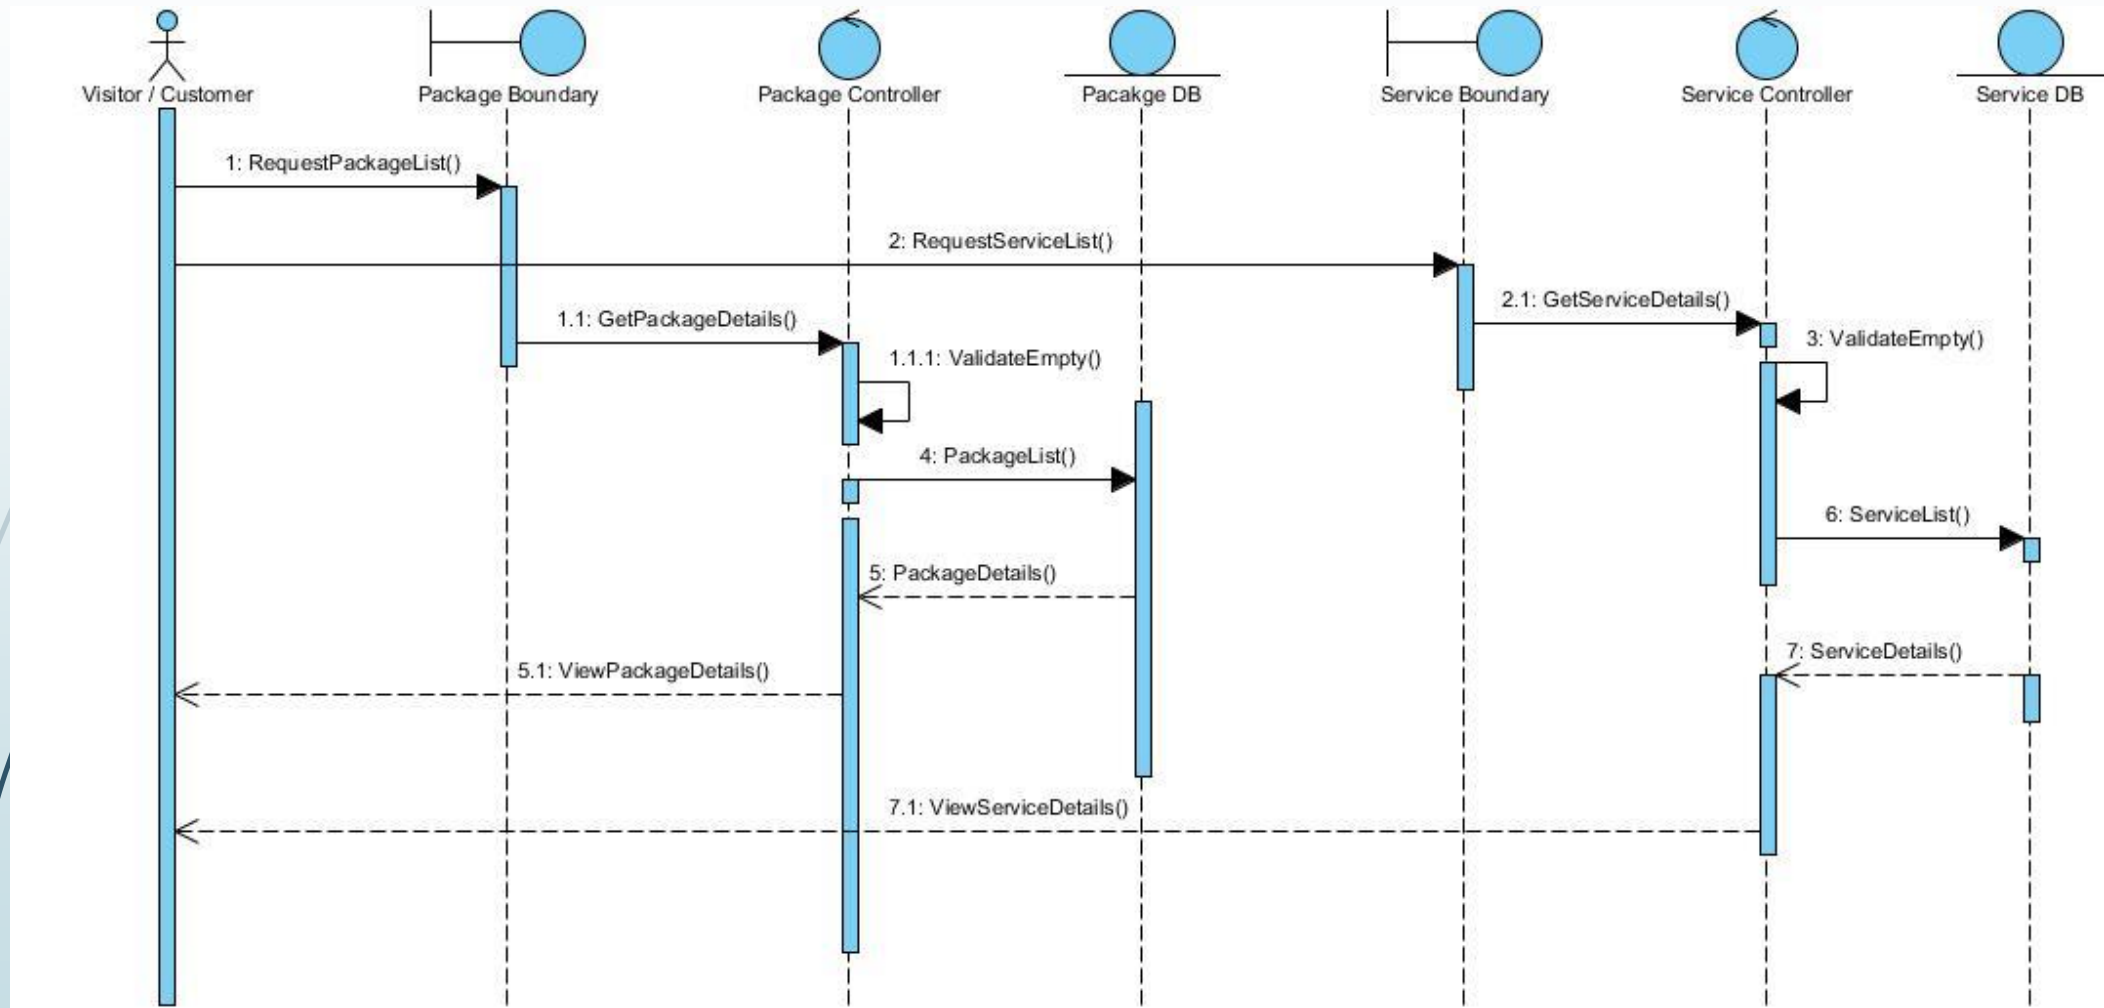 Visitor / Customer
Package Boundary
Package Controller
Pacakge DB
Service Boundary
Service Controller
Service DB
1: RequestPackageList()
2: RequestServiceList()
2.1: GetServiceDetails()
1.1: GetPackageDetails()
3: ValidateEmpty()
1.1.1: ValidateEmpty()
4: PackageList()
6: ServiceList()
5: PackageDetails()
7: ServiceDetails()
5.1: ViewPackageDetails()
7.1: ViewServiceDetails()